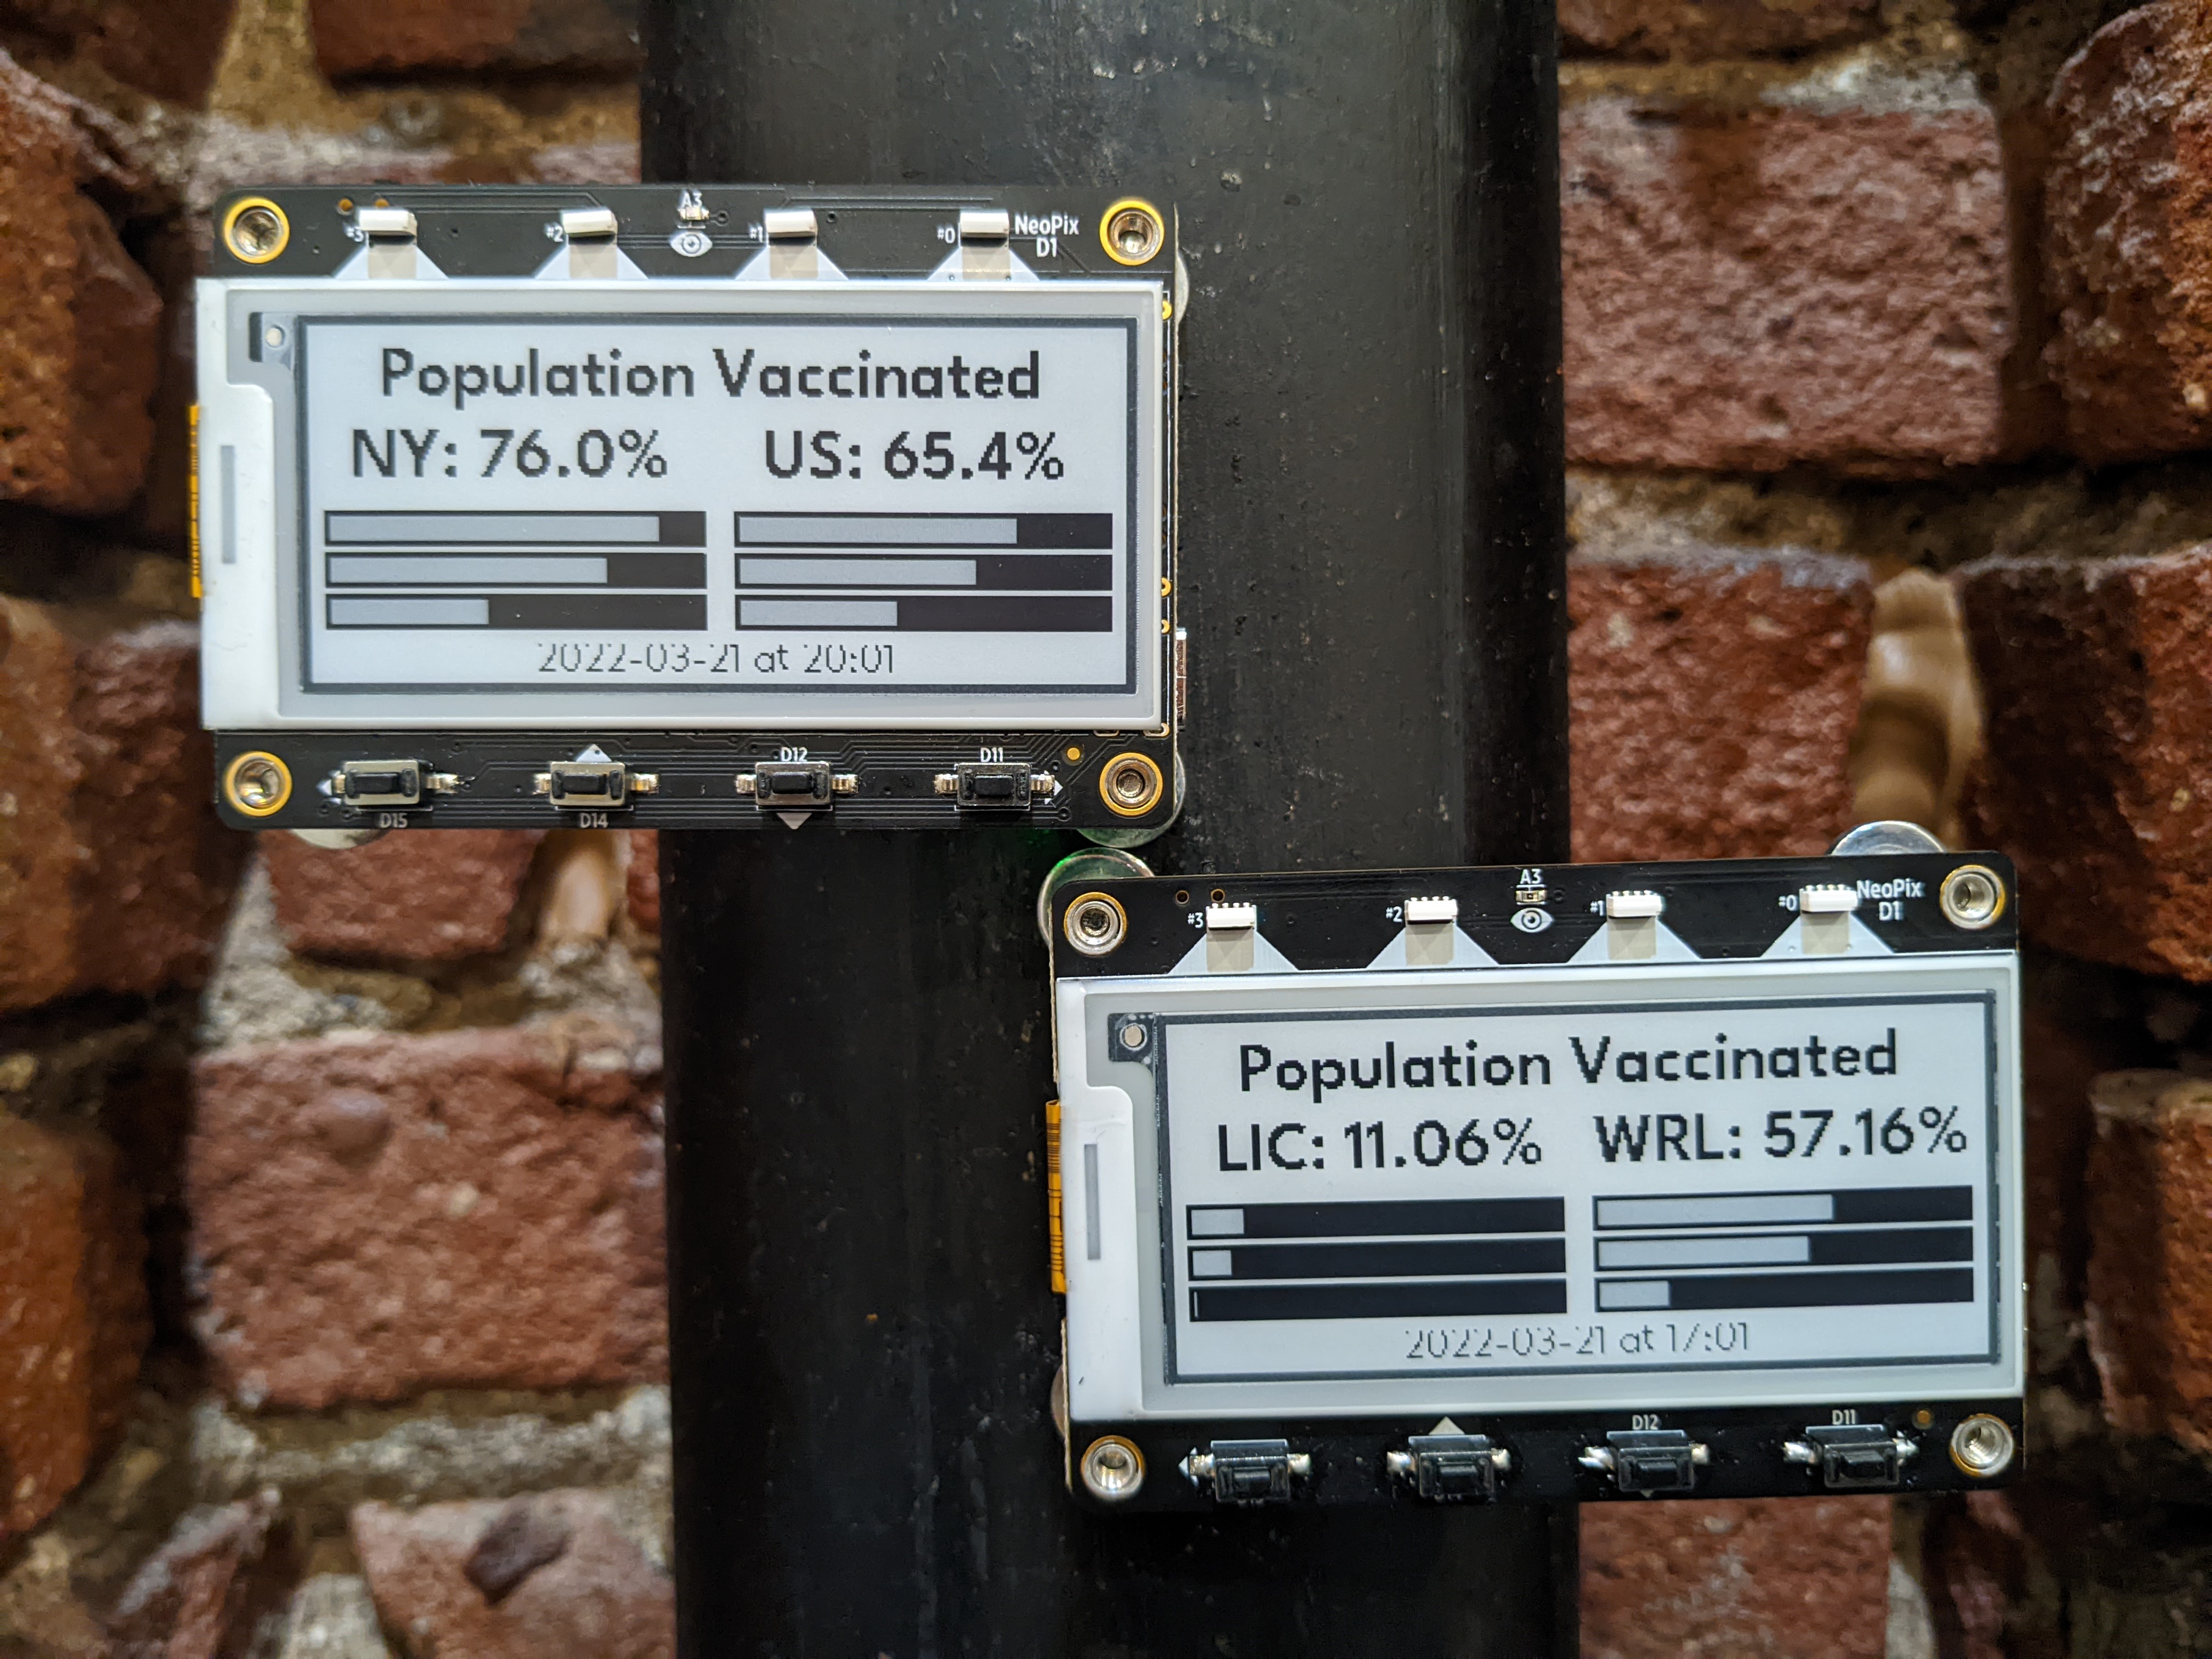 A3
#3 #2 #1 #0 NeoPix
D1
Population Vaccinated
NY: 76.0% US: 65.4%
2022-03-21 at 20:01
D12 D11
D15 D14
A3
#3 #2 #1 #0 NeoPix
D1
Population Vaccinated
LIC: 11.06% WRL: 57.16%
2022-03-21 at 17:01
D12 D11